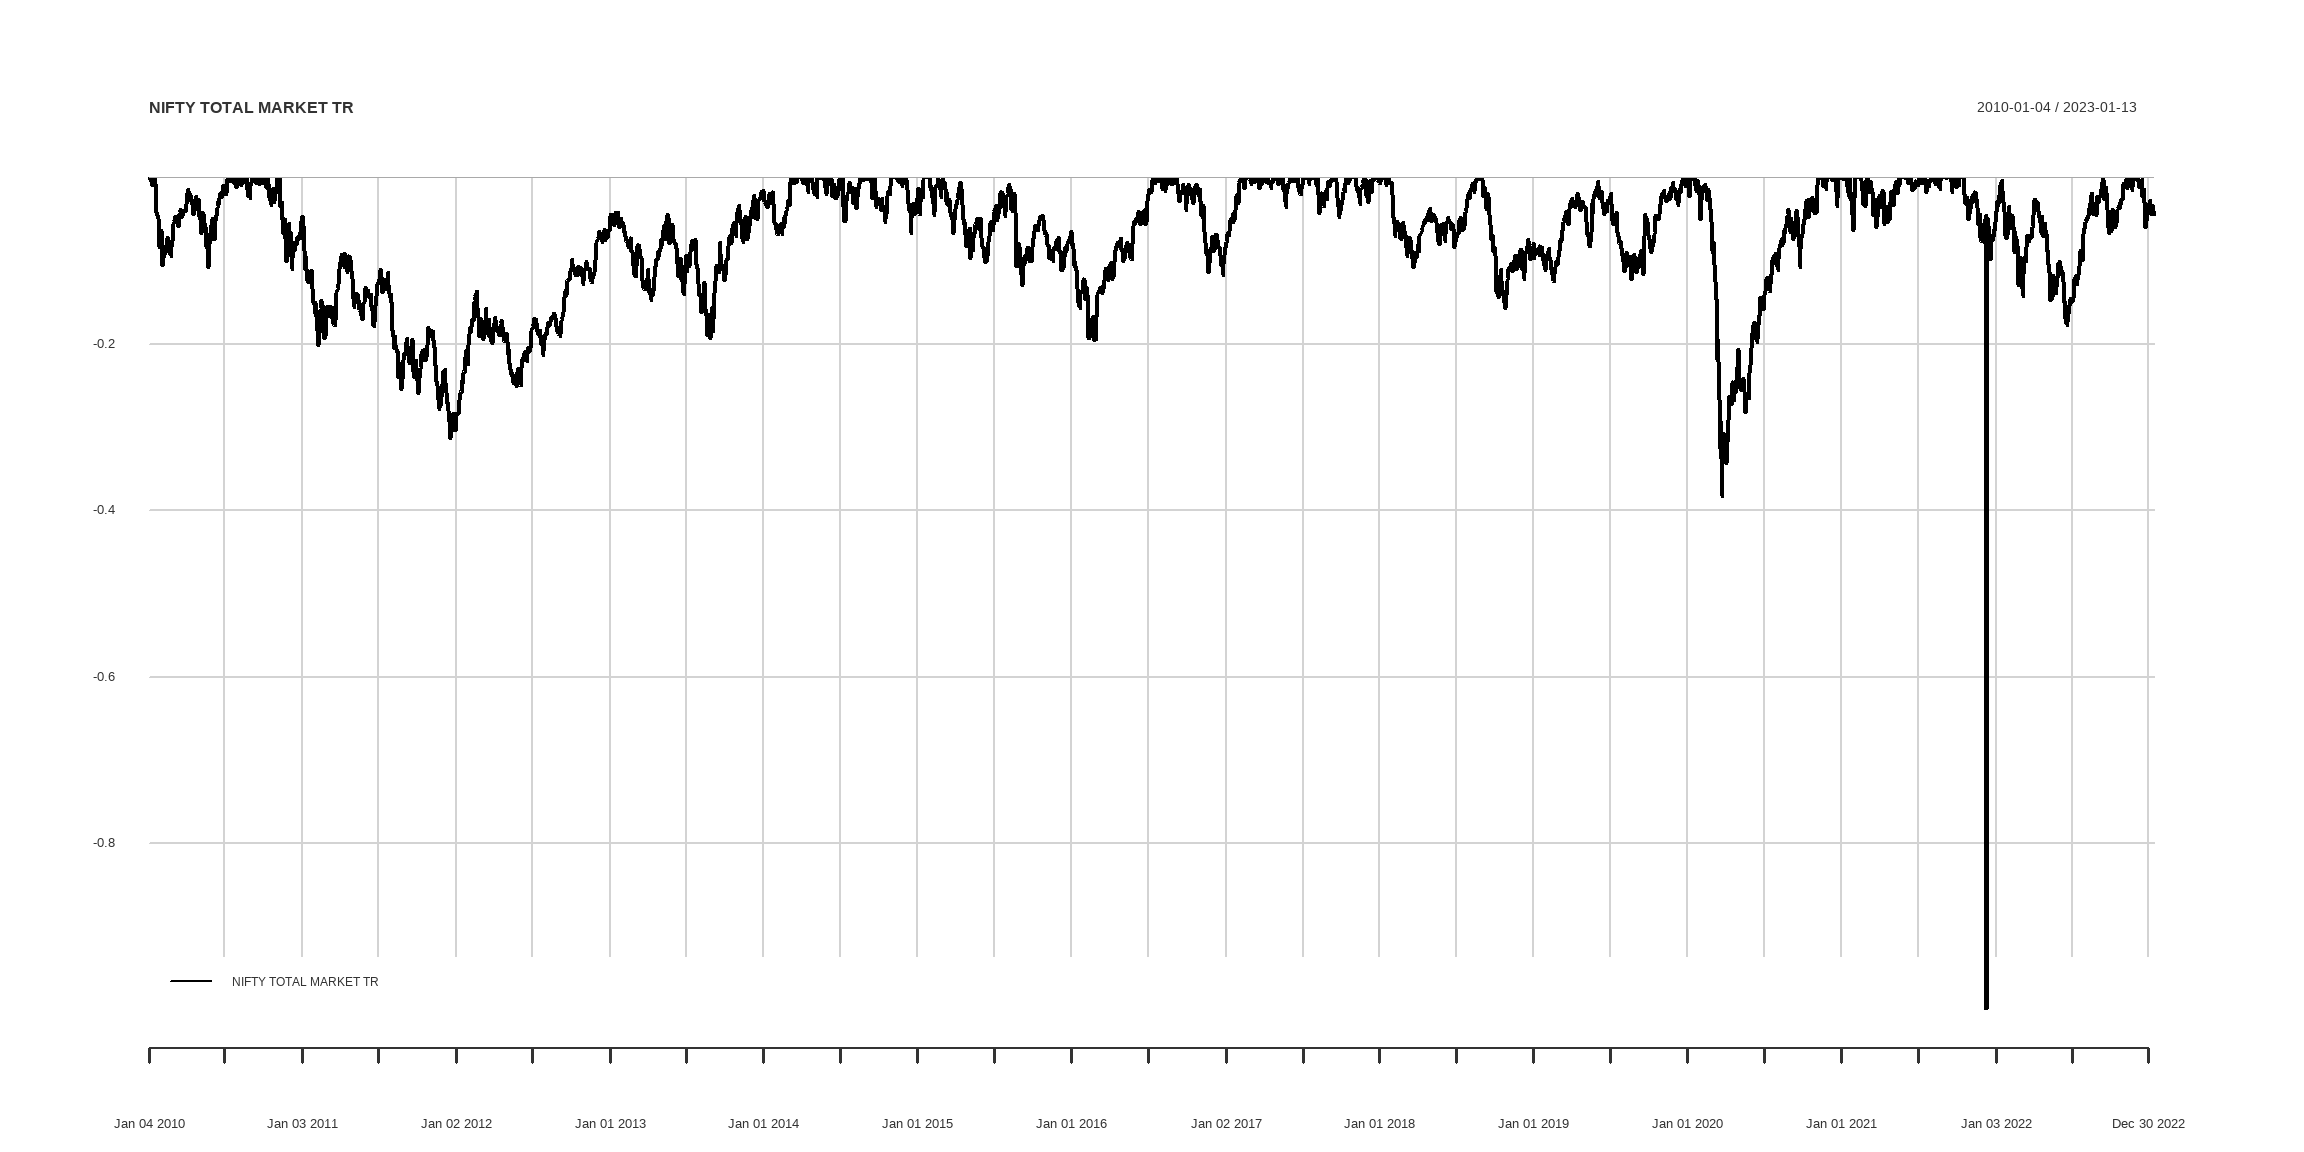 NIFTY TOTAL MARKET TR
2010-01-04 / 2023-01-13
-0.2
-0.4
-0.6
-0.8
NIFTY TOTAL MARKET TR
Jan 04 2010
Jan 03 2011
Jan 02 2012
Jan 01 2013
Jan 01 2014
Jan 01 2015
Jan 01 2016
Jan 02 2017
Jan 01 2018
Jan 01 2019
Jan 01 2020
Jan 01 2021
Jan 03 2022
Dec 30 2022